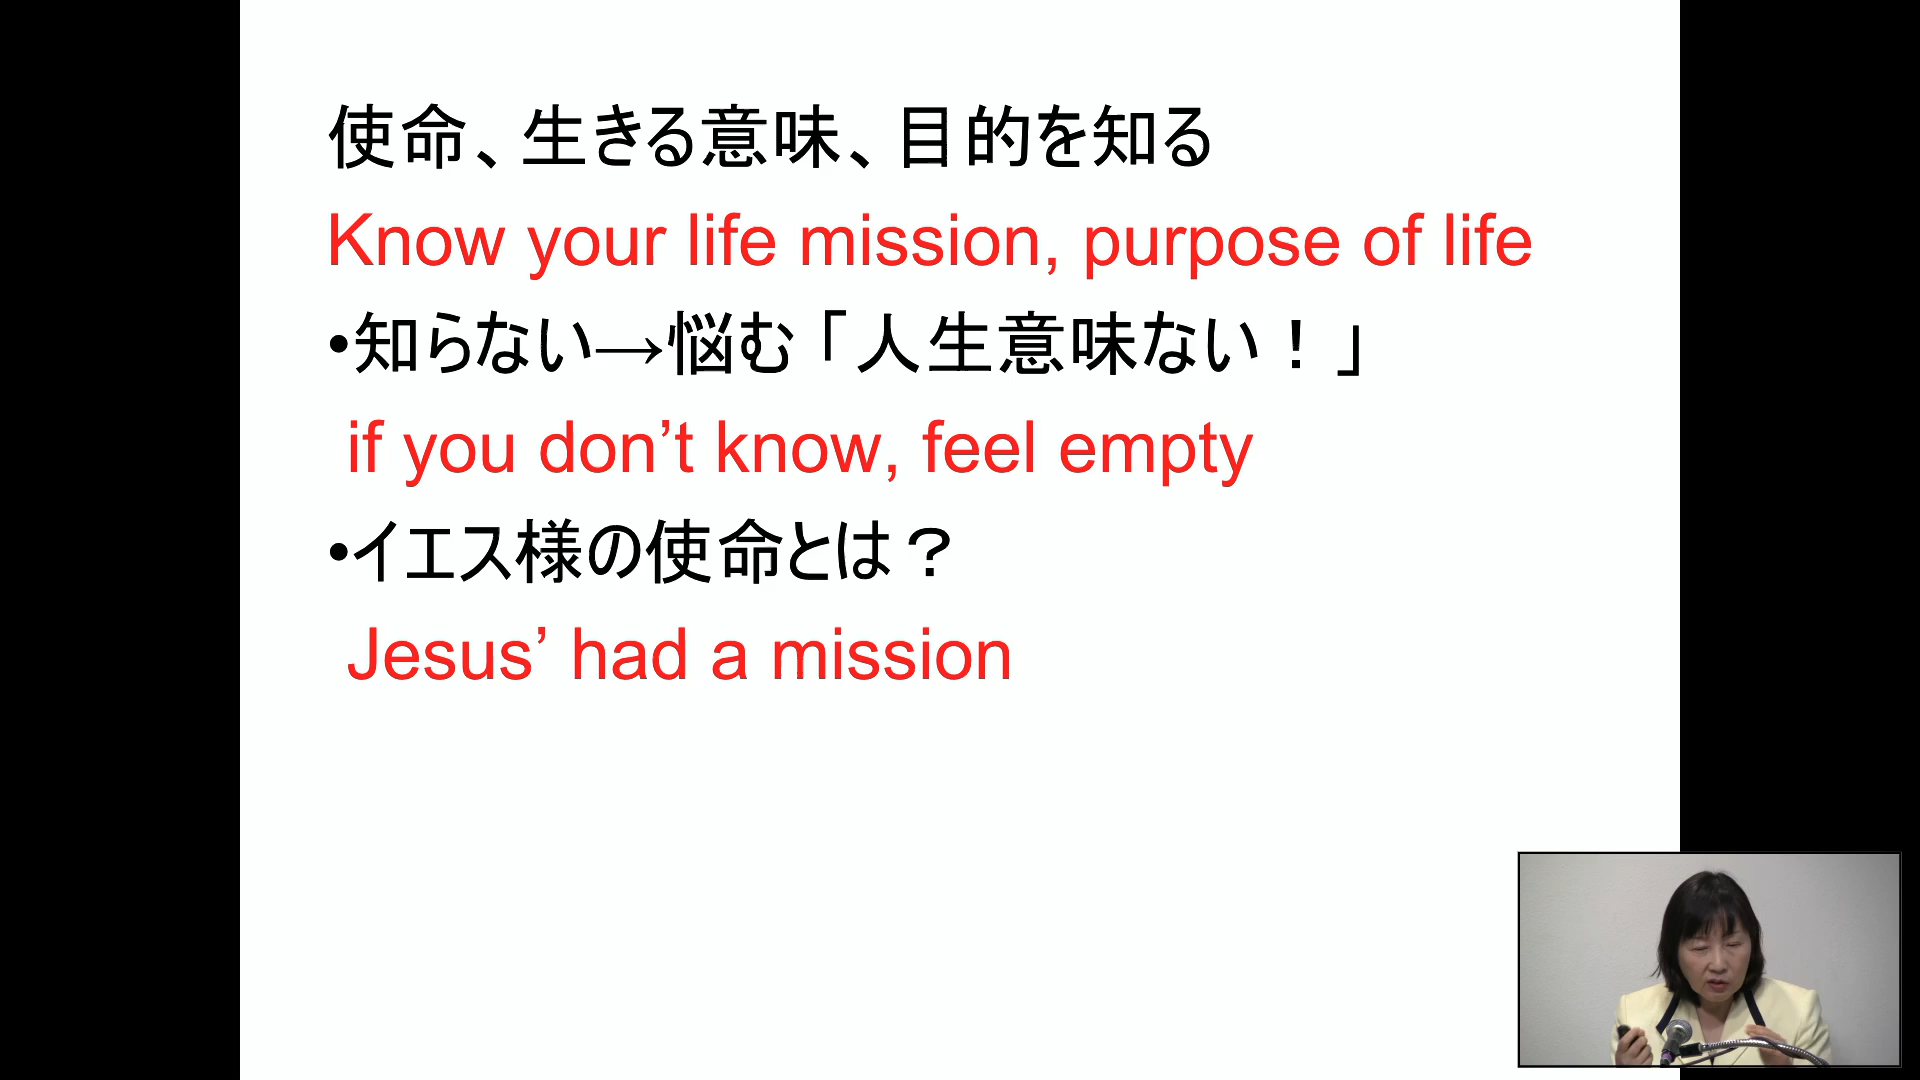 使命、生きる意味、目的を知る
Know your life mission, purpose of life
•知らない→悩む「人生意味ない！」
if you don’t know, feel empty
•イエス様の使命とは？
Jesus’ had a mission